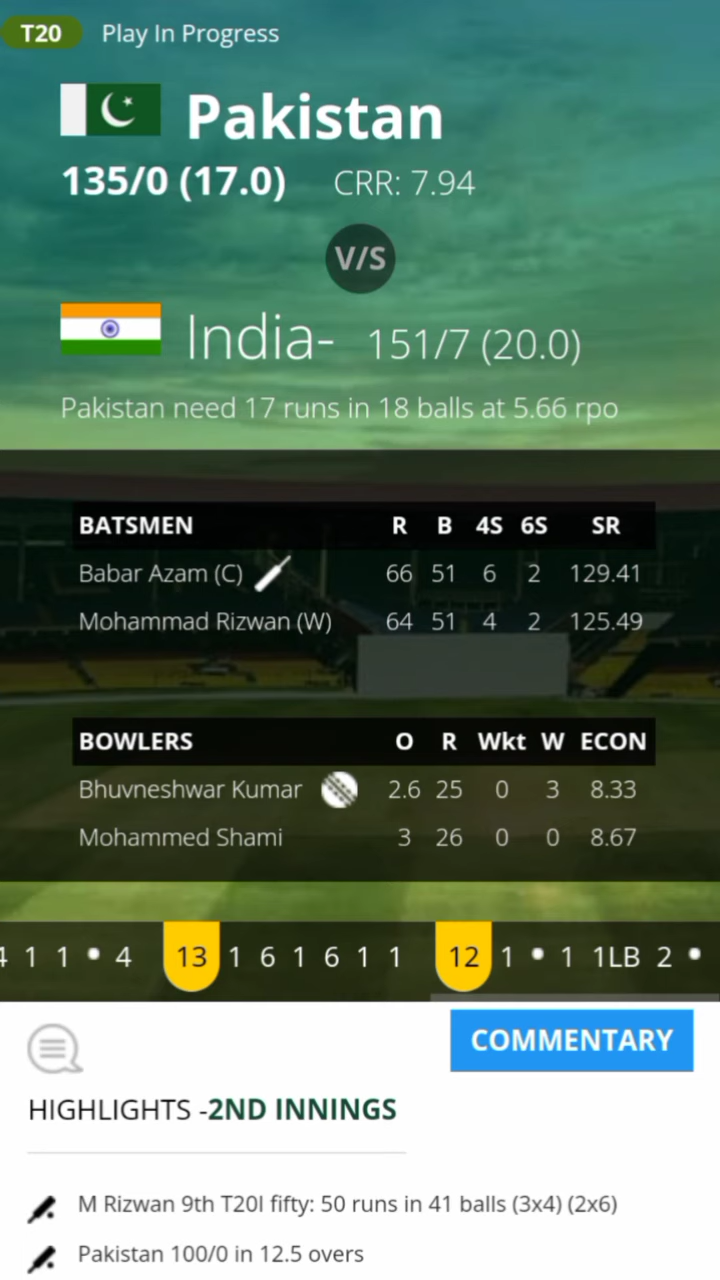 T20 Play In Progress
Pakistan
135/0 (17.0) CRR: 7.94
V/S
India- 151/7 (20.0)
Pakistan need 17 runs in 18 balls at 5.66 rpo
BATSMEN R B 4S 6S SR
Babar Azam (C) 66 51 6 2 129.41
Mohammad Rizwan (W) 64 51 4 2 125.49
BOWLERS O R Wkt W ECON
Bhuvneshwar Kumar 2.6 25 0 3 8.33
Mohammed Shami 3 26 0 0 8.67
4 1 1 • 4 13 1 6 1 6 1 1 12 1 • 1 1LB 2 •
COMMENTARY
HIGHLIGHTS -2ND INNINGS
M Rizwan 9th T20I fifty: 50 runs in 41 balls (3x4) (2x6)
Pakistan 100/0 in 12.5 overs